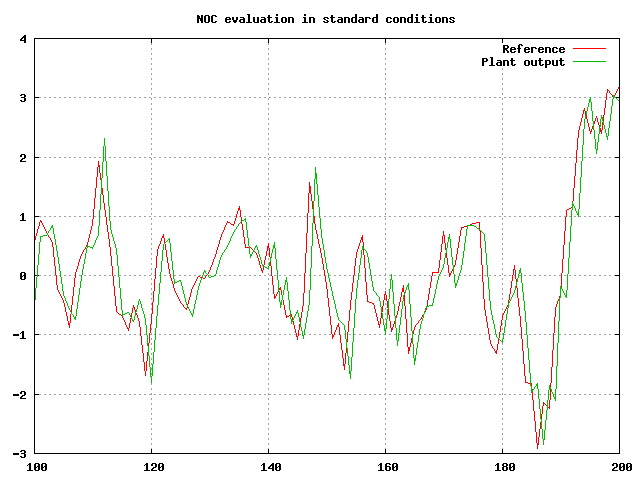 NOC evaluation in standard conditions
Reference
Plant output
4
3
2
1
0
-1
-2
-3
100 120 140 160 180 200